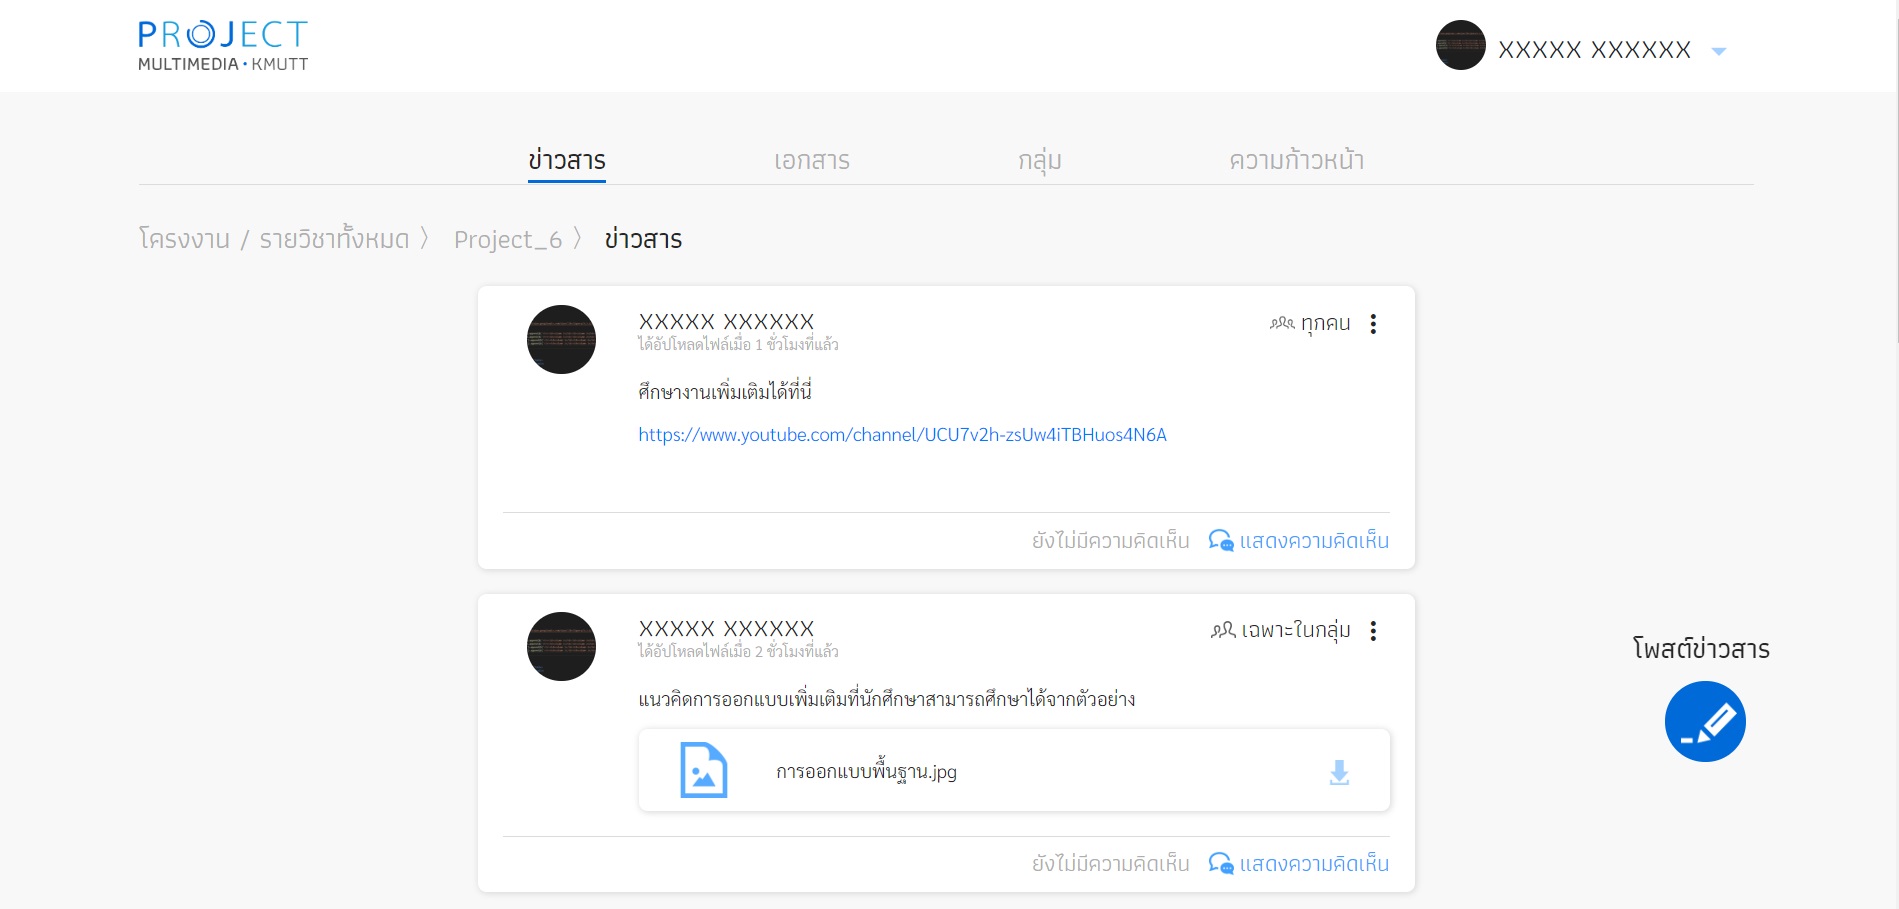 PROJECT
MULTIMEDIA • KMUTT
XXXXX XXXXXX
ข่าวสาร
เอกสาร
กลุ่ม
ความก้าวหน้า
โครงงาน / รายวิชาทั้งหมด 〉 Project_6 〉 ข่าวสาร
XXXXX XXXXXX
ทุกคน
ได้อัปโหลดไฟล์เมื่อ 1 ชั่วโมงที่แล้ว
ศึกษางานเพิ่มเติมได้ที่นี่
https://www.youtube.com/channel/UCU7v2h-zsUw4iTBHuos4N6A
ยังไม่มีความคิดเห็น
แสดงความคิดเห็น
XXXXX XXXXXX
เฉพาะในกลุ่ม
ได้อัปโหลดไฟล์เมื่อ 2 ชั่วโมงที่แล้ว
แนวคิดการออกแบบเพิ่มเติมที่นักศึกษาสามารถศึกษาได้จากตัวอย่าง
การออกแบบพื้นฐาน.jpg
ยังไม่มีความคิดเห็น
แสดงความคิดเห็น
โพสต์ข่าวสาร